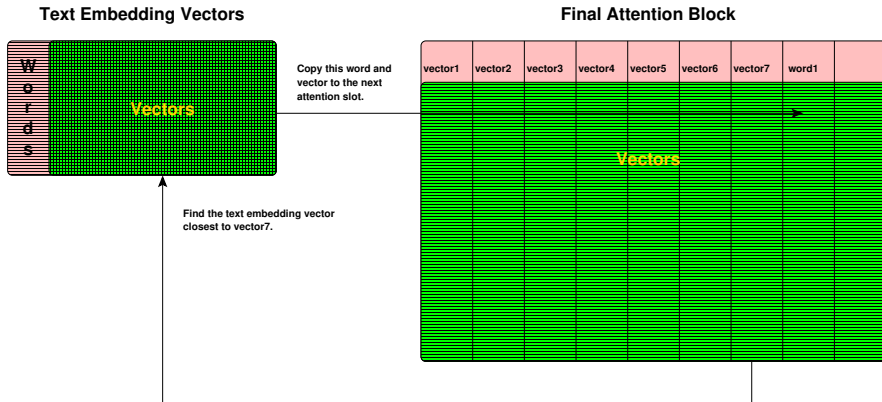 Text Embedding Vectors
Final Attention Block
Words
Vectors
Copy this word and
vector to the next
attention slot.
vector1 vector2 vector3 vector4 vector5 vector6 vector7 word1
Vectors
Find the text embedding vector
closest to vector7.